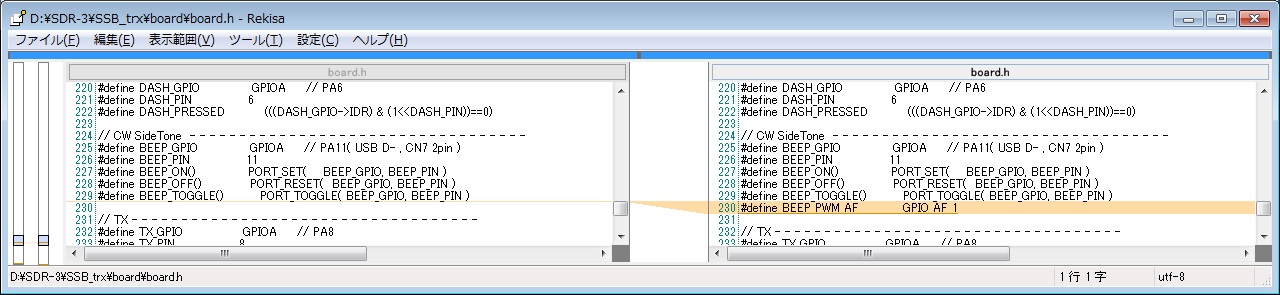 D:¥SDR-3¥SSB_trx¥board¥board.h - Rekisa
ファイル(F) 編集(E) 表示範囲(V) ツール(T) 設定(C) ヘルプ(H)
board.h
220 #define DASH_GPIO GPIOA // PA6
221 #define DASH_PIN 6
222 #define DASH_PRESSED (((DASH_GPIO->IDR) & (1<<DASH_PIN))==0)
223
224 // CW SideTone - - - - - - - - - - - - - - - - - - - - - - - - - - - - - - - - - -
225 #define BEEP_GPIO GPIOA // PA11( USB D- , CN7 2pin )
226 #define BEEP_PIN 11
227 #define BEEP_ON() PORT_SET( BEEP_GPIO, BEEP_PIN )
228 #define BEEP_OFF() PORT_RESET( BEEP_GPIO, BEEP_PIN )
229 #define BEEP_TOGGLE() PORT_TOGGLE( BEEP_GPIO, BEEP_PIN )
230
231 // TX - - - - - - - - - - - - - - - - - - - - - - - - - - - - - - - - - - -
232 #define TX_GPIO GPIOA // PA8
233 #define TX_PIN 8
board.h
220 #define DASH_GPIO GPIOA // PA6
221 #define DASH_PIN 6
222 #define DASH_PRESSED (((DASH_GPIO->IDR) & (1<<DASH_PIN))==0)
223
224 // CW SideTone - - - - - - - - - - - - - - - - - - - - - - - - - - - - - - - - - -
225 #define BEEP_GPIO GPIOA // PA11( USB D- , CN7 2pin )
226 #define BEEP_PIN 11
227 #define BEEP_ON() PORT_SET( BEEP_GPIO, BEEP_PIN )
228 #define BEEP_OFF() PORT_RESET( BEEP_GPIO, BEEP_PIN )
229 #define BEEP_TOGGLE() PORT_TOGGLE( BEEP_GPIO, BEEP_PIN )
230 #define BEEP_PWM_AF GPIO_AF_1
231
232 // TX - - - - - - - - - - - - - - - - - - - - - - - - - - - - - - - - - - -
233 #define TX_GPIO GPIOA // PA8
D:¥SDR-3¥SSB_trx¥board¥board.h 1 行 1 字 utf-8